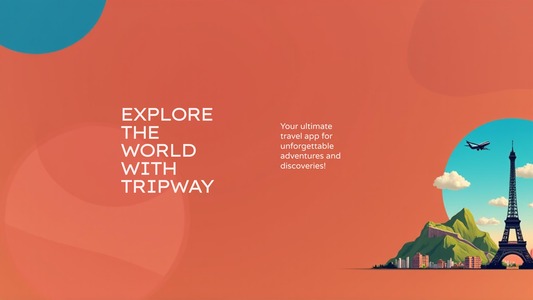 EXPLORE
THE
WORLD
WITH
TRIPWAY
Your ultimate
travel app for
unforgettable
adventures and
discoveries!